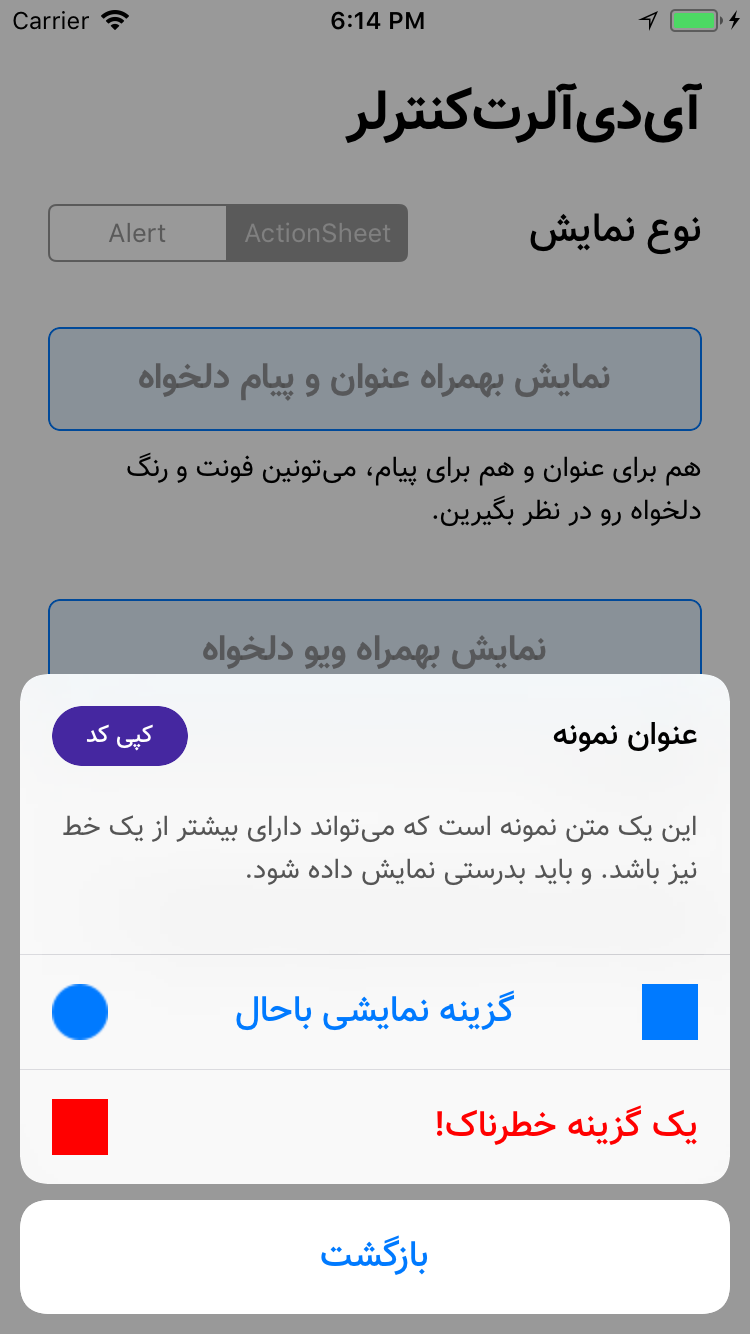 Carrier 6:14 PM
آی‌دی‌آلرت‌کنترلر
نوع نمایش
Alert ActionSheet
نمایش بهمراه عنوان و پیام دلخواه
هم برای عنوان و هم برای پیام، می‌تونین فونت و رنگ
دلخواه رو در نظر بگیرین.
نمایش بهمراه ویو دلخواه
عنوان نمونه
کپی کد
این یک متن نمونه است که می‌تواند دارای بیشتر از یک خط
نیز باشد. و باید بدرستی نمایش داده شود.
گزینه نمایشی باحال
یک گزینه خطرناک!
بازگشت